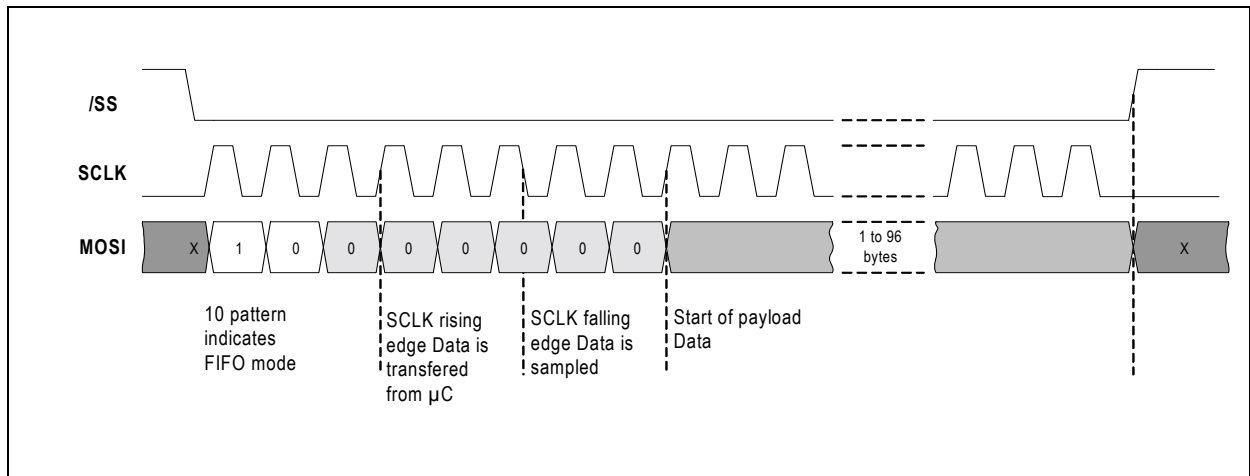 /SS
SCLK
MOSI
X 1 0 0 0 0 0 0 0 1 to 96 X
bytes
10 pattern
indicates
FIFO mode
SCLK rising
edge Data is
transfered
from µC
SCLK falling
edge Data is
sampled
Start of payload
Data